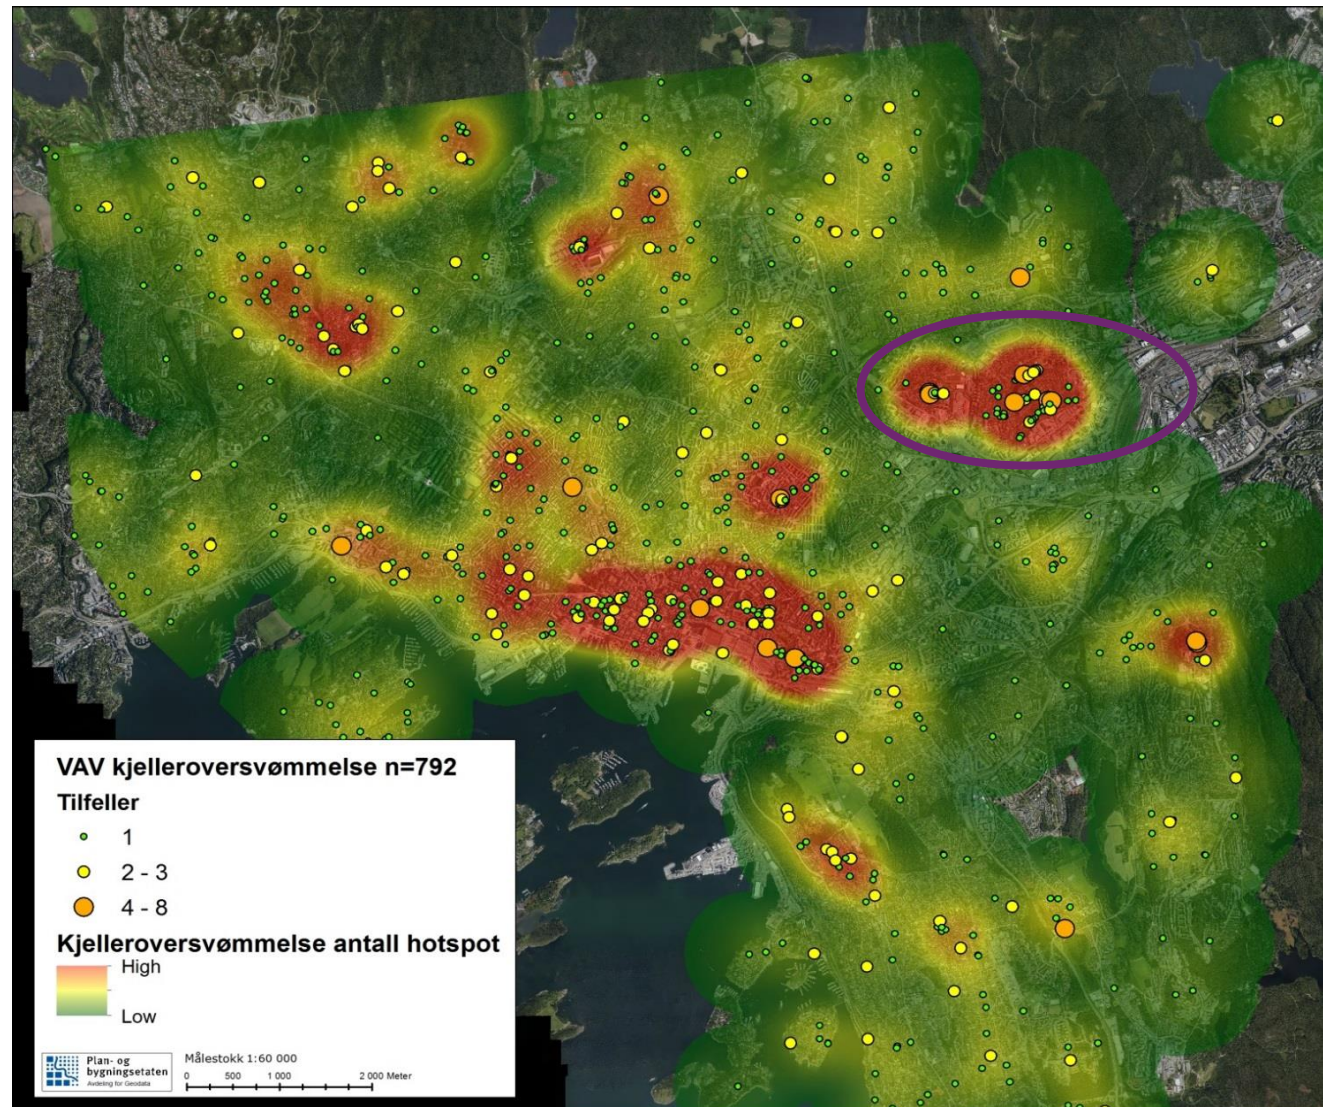 VAV kjelleroversvømmelse n=792
Tilfeller
1
2 - 3
4 - 8
Kjelleroversvømmelse antall hotspot
High
Low
Plan- og
bygningsetaten
Avdeling for Geodata
Målestokk 1:60 000
0 500 1 000 2 000 Meter